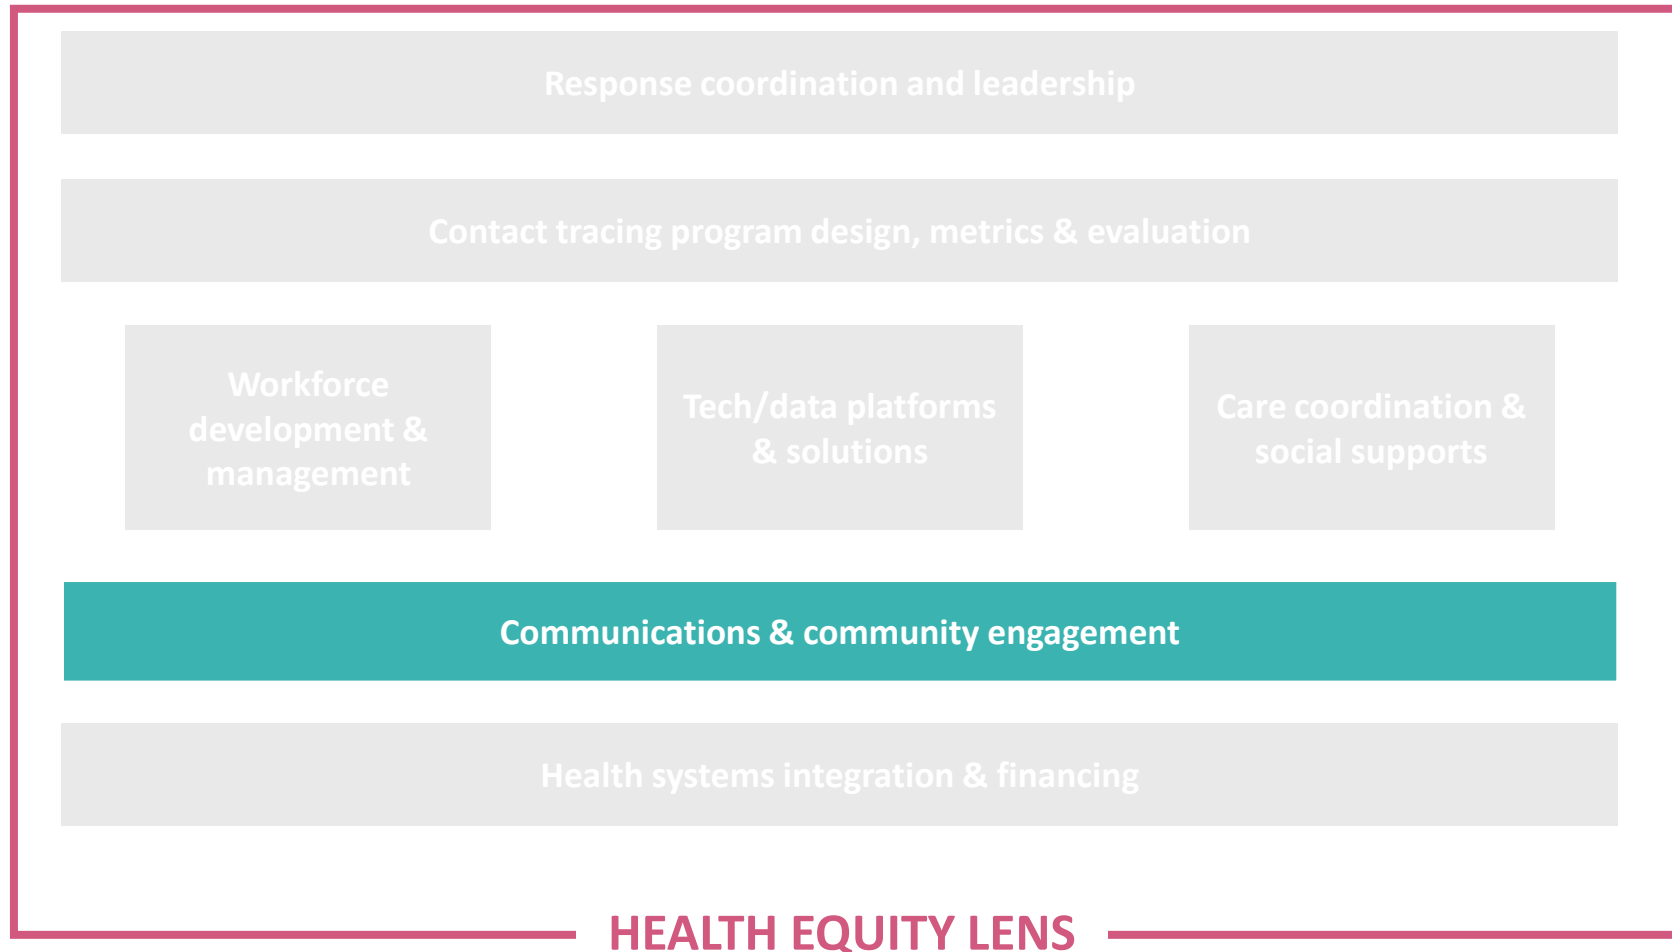 Response coordination and leadership
Contact tracing program design, metrics & evaluation
Workforce
development &
management
Tech/data platforms
& solutions
Care coordination &
social supports
Communications & community engagement
Health systems integration & financing
HEALTH EQUITY LENS